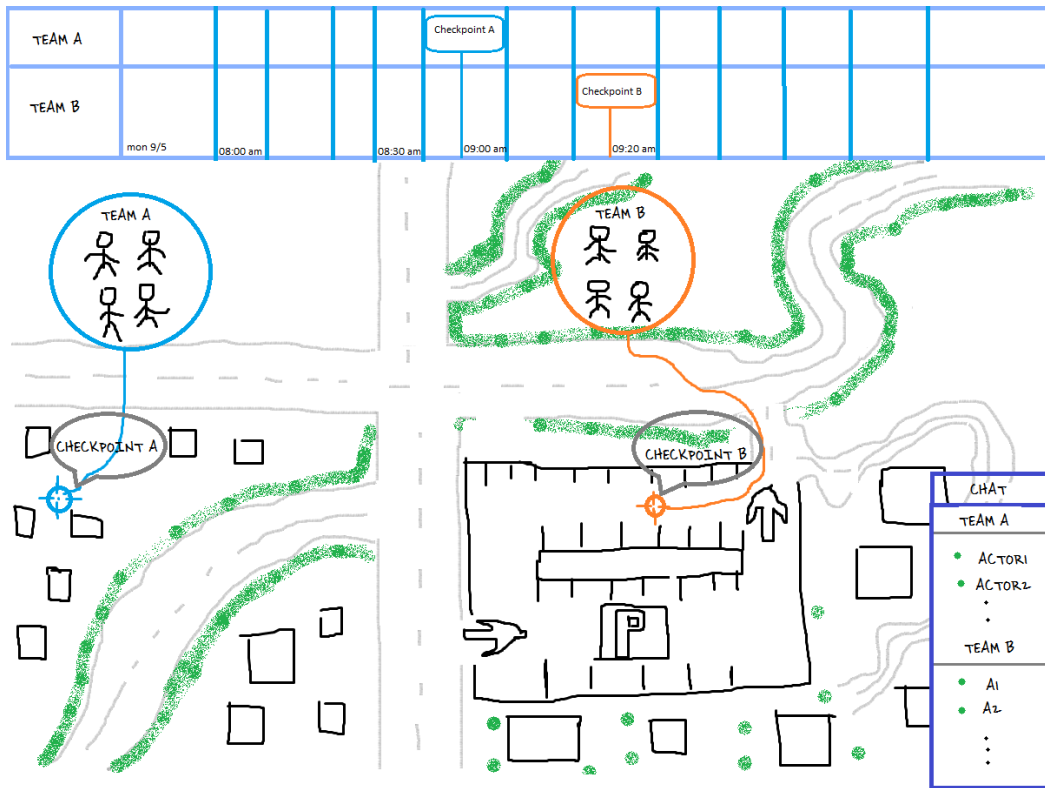 TEAM A
Checkpoint A
TEAM B
Checkpoint B
mon 9/5
08:00 am
08:30 am
09:00 am
09:20 am
TEAM A
TEAM B
CHECKPOINT A
CHECKPOINT B
P
CHAT
TEAM A
ACTOR1
ACTOR2
TEAM B
A1
A2